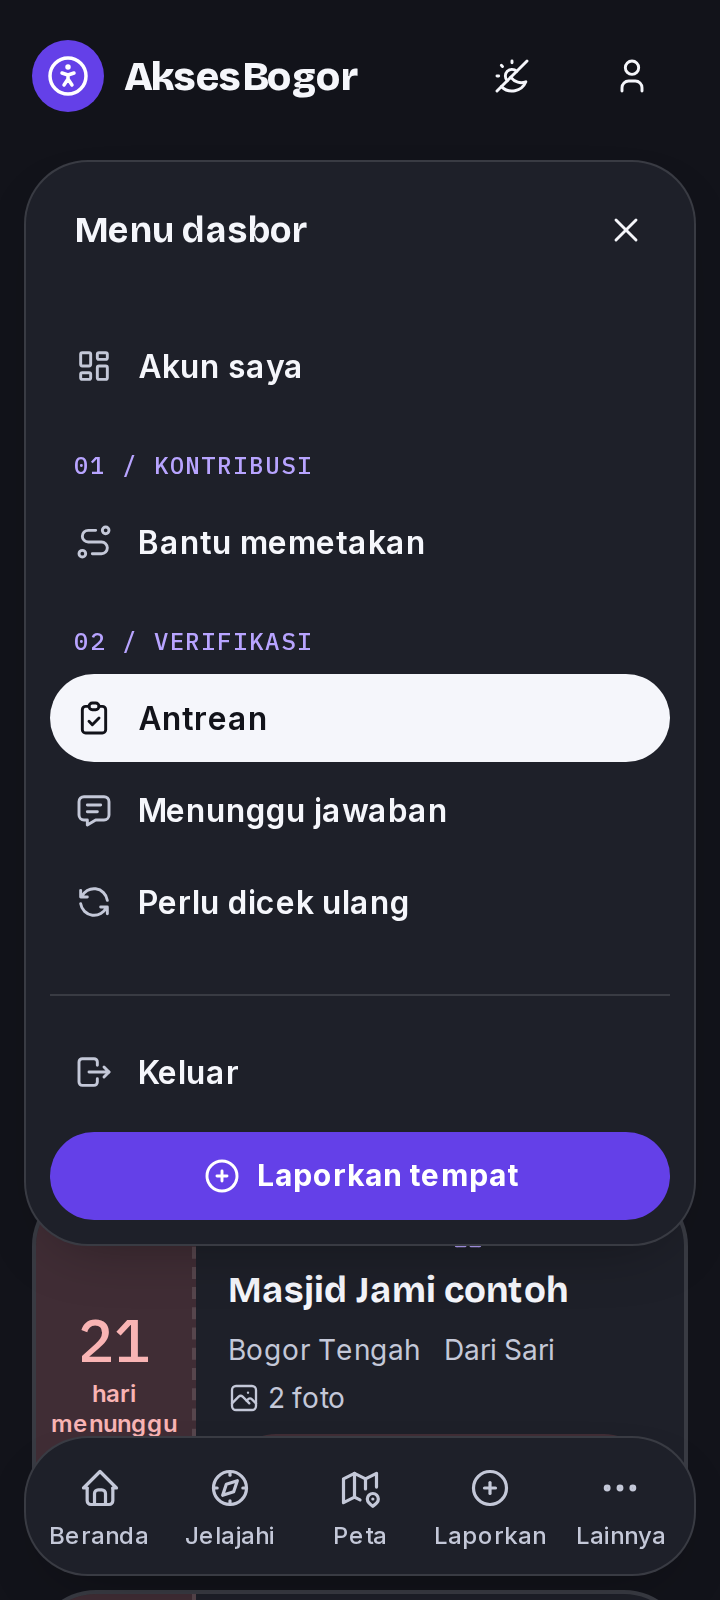 AksesBogor
Menu dasbor
Akun saya
01 / KONTRIBUSI
Bantu memetakan
02 / VERIFIKASI
Antrean
Menunggu jawaban
Perlu dicek ulang
Keluar
Laporkan tempat
21
hari
menunggu
Masjid Jami contoh
Bogor Tengah Dari Sari
2 foto
Beranda Jelajahi Peta Laporkan Lainnya